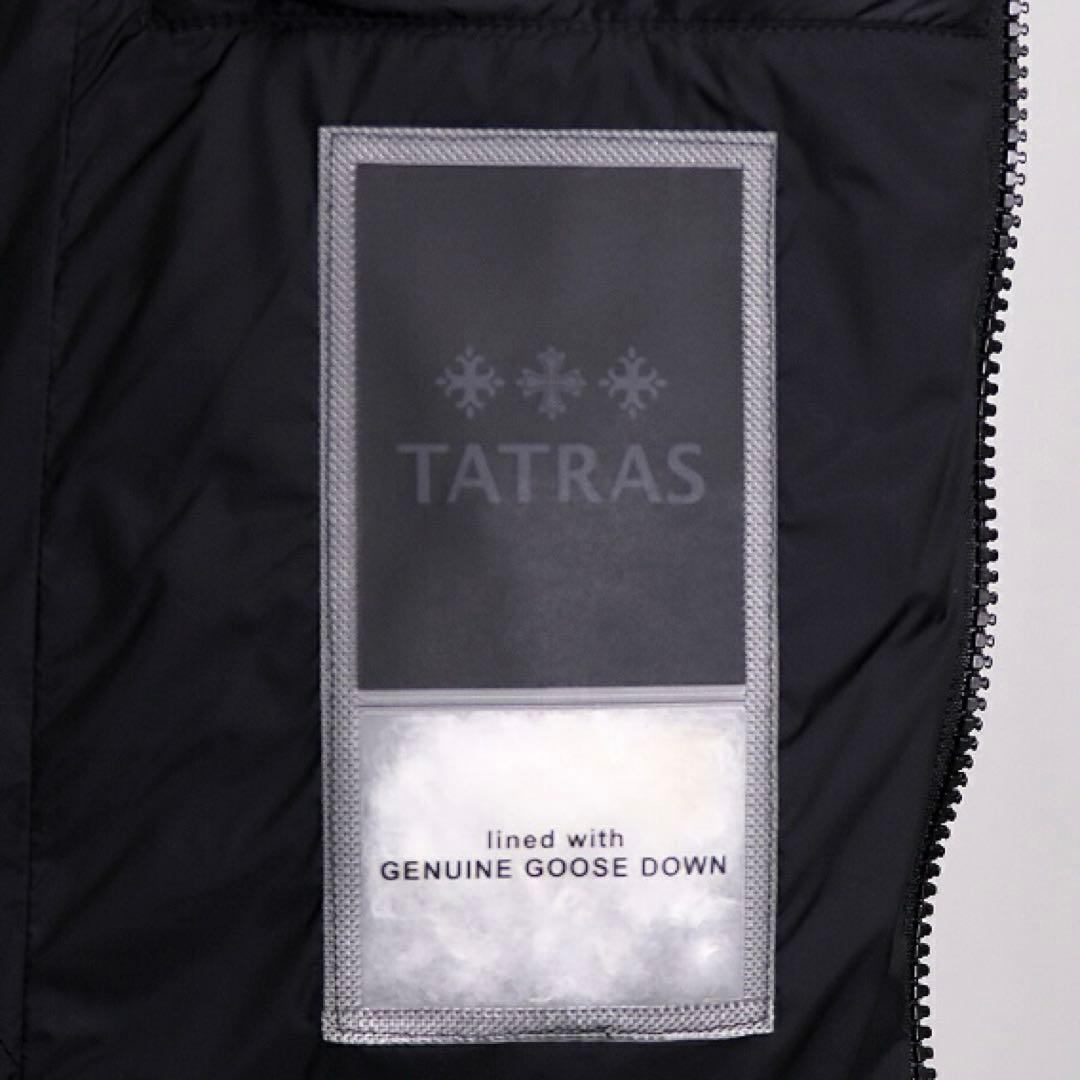 TATRAS
lined with
GENUINE GOOSE DOWN